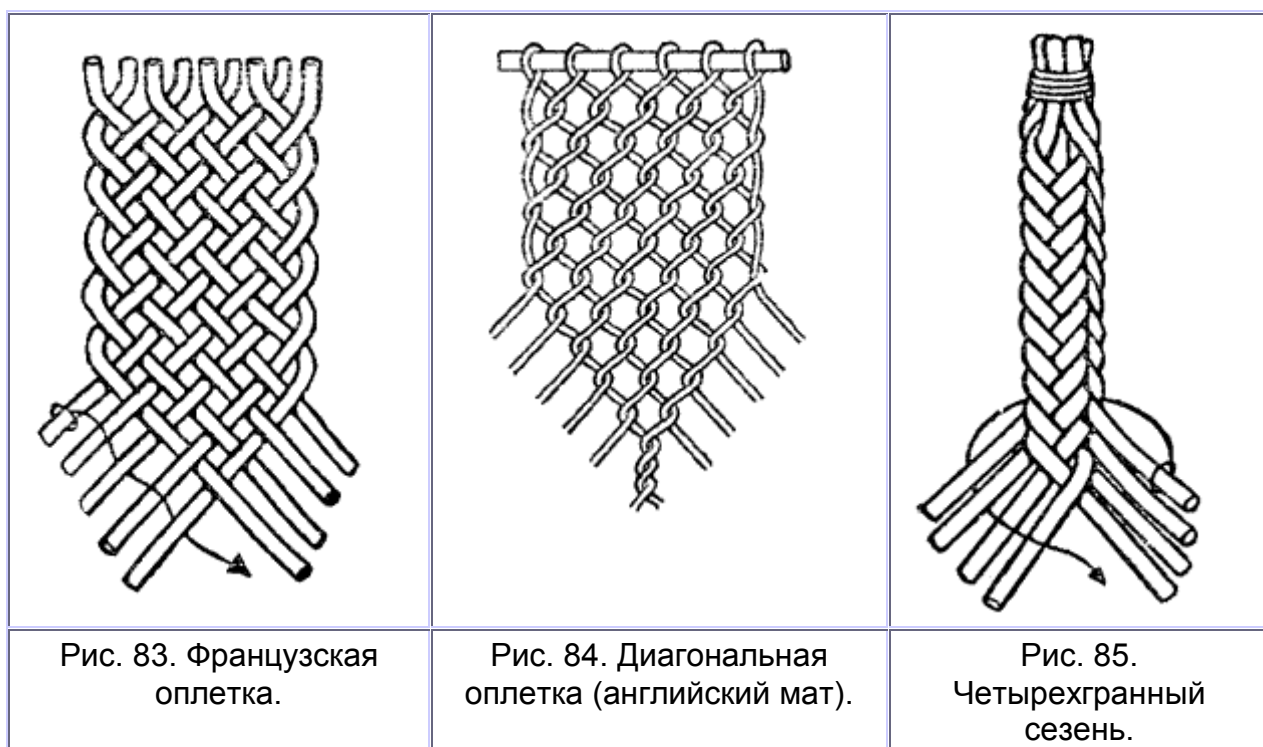 Рис. 83. Французская
оплетка.
Рис. 84. Диагональная
оплетка (английский мат).
Рис. 85.
Четырехгранный
сезень.